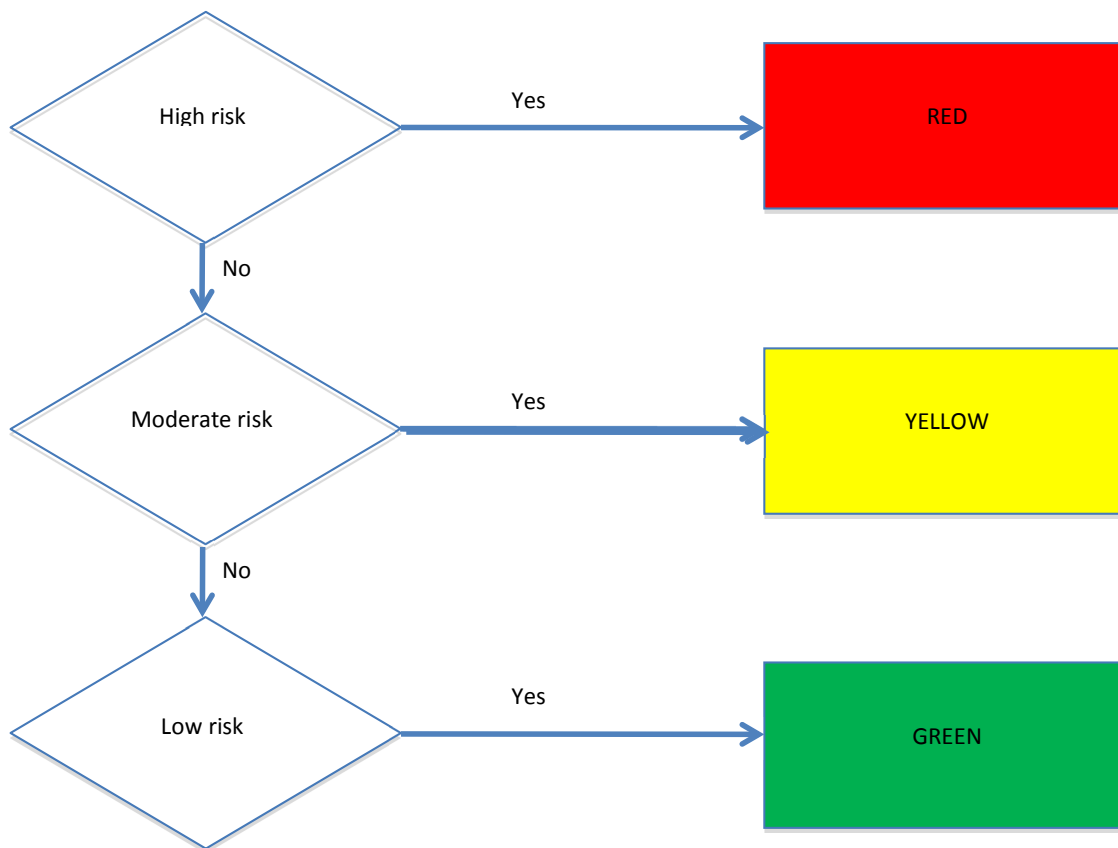 High risk
Yes
RED
No
Moderate risk
Yes
YELLOW
No
Low risk
Yes
GREEN